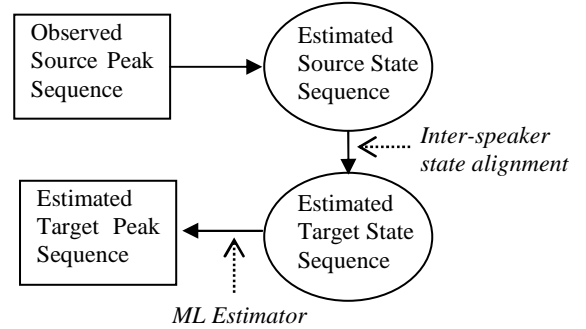 Observed
Source Peak
Sequence
Estimated
Source State
Sequence
Inter-speaker
state alignment
Estimated
Target State
Sequence
Estimated
Target Peak
Sequence
ML Estimator